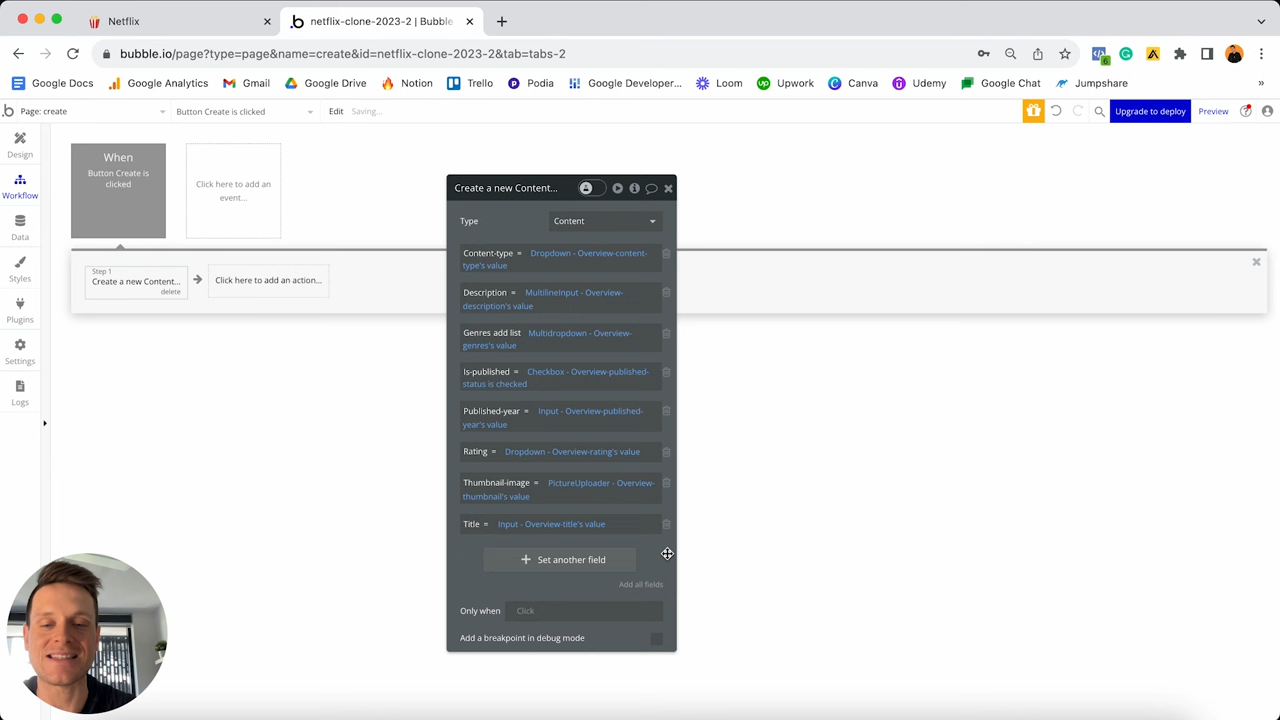 Netflix
netflix-clone-2023-2 | Bubble
bubble.io/page?type=page&name=create&id=netflix-clone-2023-2&tab=tabs-2
6
Google Docs
Google Analytics
Gmail
Google Drive
Notion
Trello
Podia
Google Developer...
Loom
Upwork
Canva
Udemy
Google Chat
Jumpshare
»
Page: create
Button Create is clicked
Edit
Saving...
Upgrade to deploy
Preview
Design
Workflow
Data
Styles
Plugins
Settings
Logs
When
Button Create is
clicked
Click here to add an
event...
Step 1
Create a new Content...
delete
Click here to add an action...
Create a new Content...
Type
Content
Content-type = Dropdown - Overview-content-
type's value
Description = MultilineInput - Overview-
description's value
Genres add list Multidropdown - Overview-
genres's value
Is-published = Checkbox - Overview-published-
status is checked
Published-year = Input - Overview-published-
year's value
Rating = Dropdown - Overview-rating's value
Thumbnail-image = PictureUploader - Overview-
thumbnail's value
Title = Input - Overview-title's value
Set another field
Add all fields
Only when
Click
Add a breakpoint in debug mode